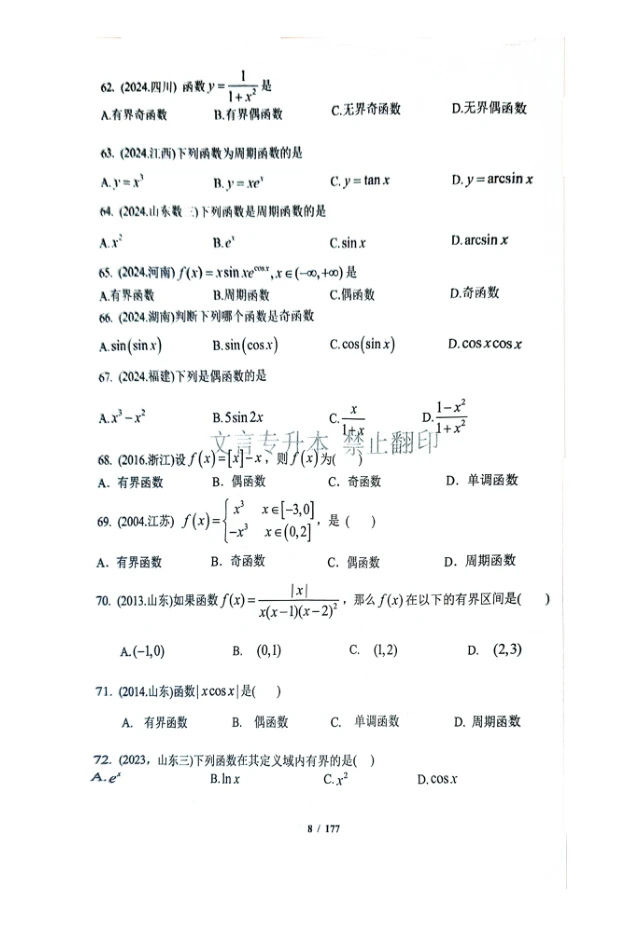 62. (2024.四川) 函数 y = 1/(1+x²) 是
A.有界奇函数 B.有界偶函数 C.无界奇函数 D.无界偶函数
63. (2024.江西)下列函数为周期函数的是
A. y = x³ B. y = xeˣ C. y = tan x D. y = arcsin x
64. (2024.山东数三)下列函数是周期函数的是
A. x² B. eˣ C. sin x D. arcsin x
65. (2024.河南) f(x) = x sin xe^(cos x), x∈(-∞,+∞) 是
A.有界函数 B.周期函数 C.偶函数 D.奇函数
66. (2024.湖南)判断下列哪个函数是奇函数
A. sin(sin x) B. sin(cos x) C. cos(sin x) D. cos x cos x
67. (2024.福建)下列是偶函数的是
A. x³ − x² B. 5sin 2x C. x/(1+x) D. (1−x²)/(1+x²)
文言专升本 禁止翻印
68. (2016.浙江)设 f(x)=[x]−x, 则 f(x) 为( )
A. 有界函数 B. 偶函数 C. 奇函数 D. 单调函数
69. (2004.江苏) f(x)={x³ x∈[−3,0] −x³ x∈(0,2], 是 ( )
A. 有界函数 B. 奇函数 C. 偶函数 D. 周期函数
70. (2013.山东)如果函数 f(x) = |x|/(x(x−1)(x−2)²), 那么 f(x) 在以下的有界区间是( )
A.(−1,0) B. (0,1) C. (1,2) D. (2,3)
71. (2014.山东)函数|x cos x|是( )
A. 有界函数 B. 偶函数 C. 单调函数 D. 周期函数
72. (2023, 山东三)下列函数在其定义域内有界的是( )
A. eˣ B. ln x C. x² D. cos x
8 / 177